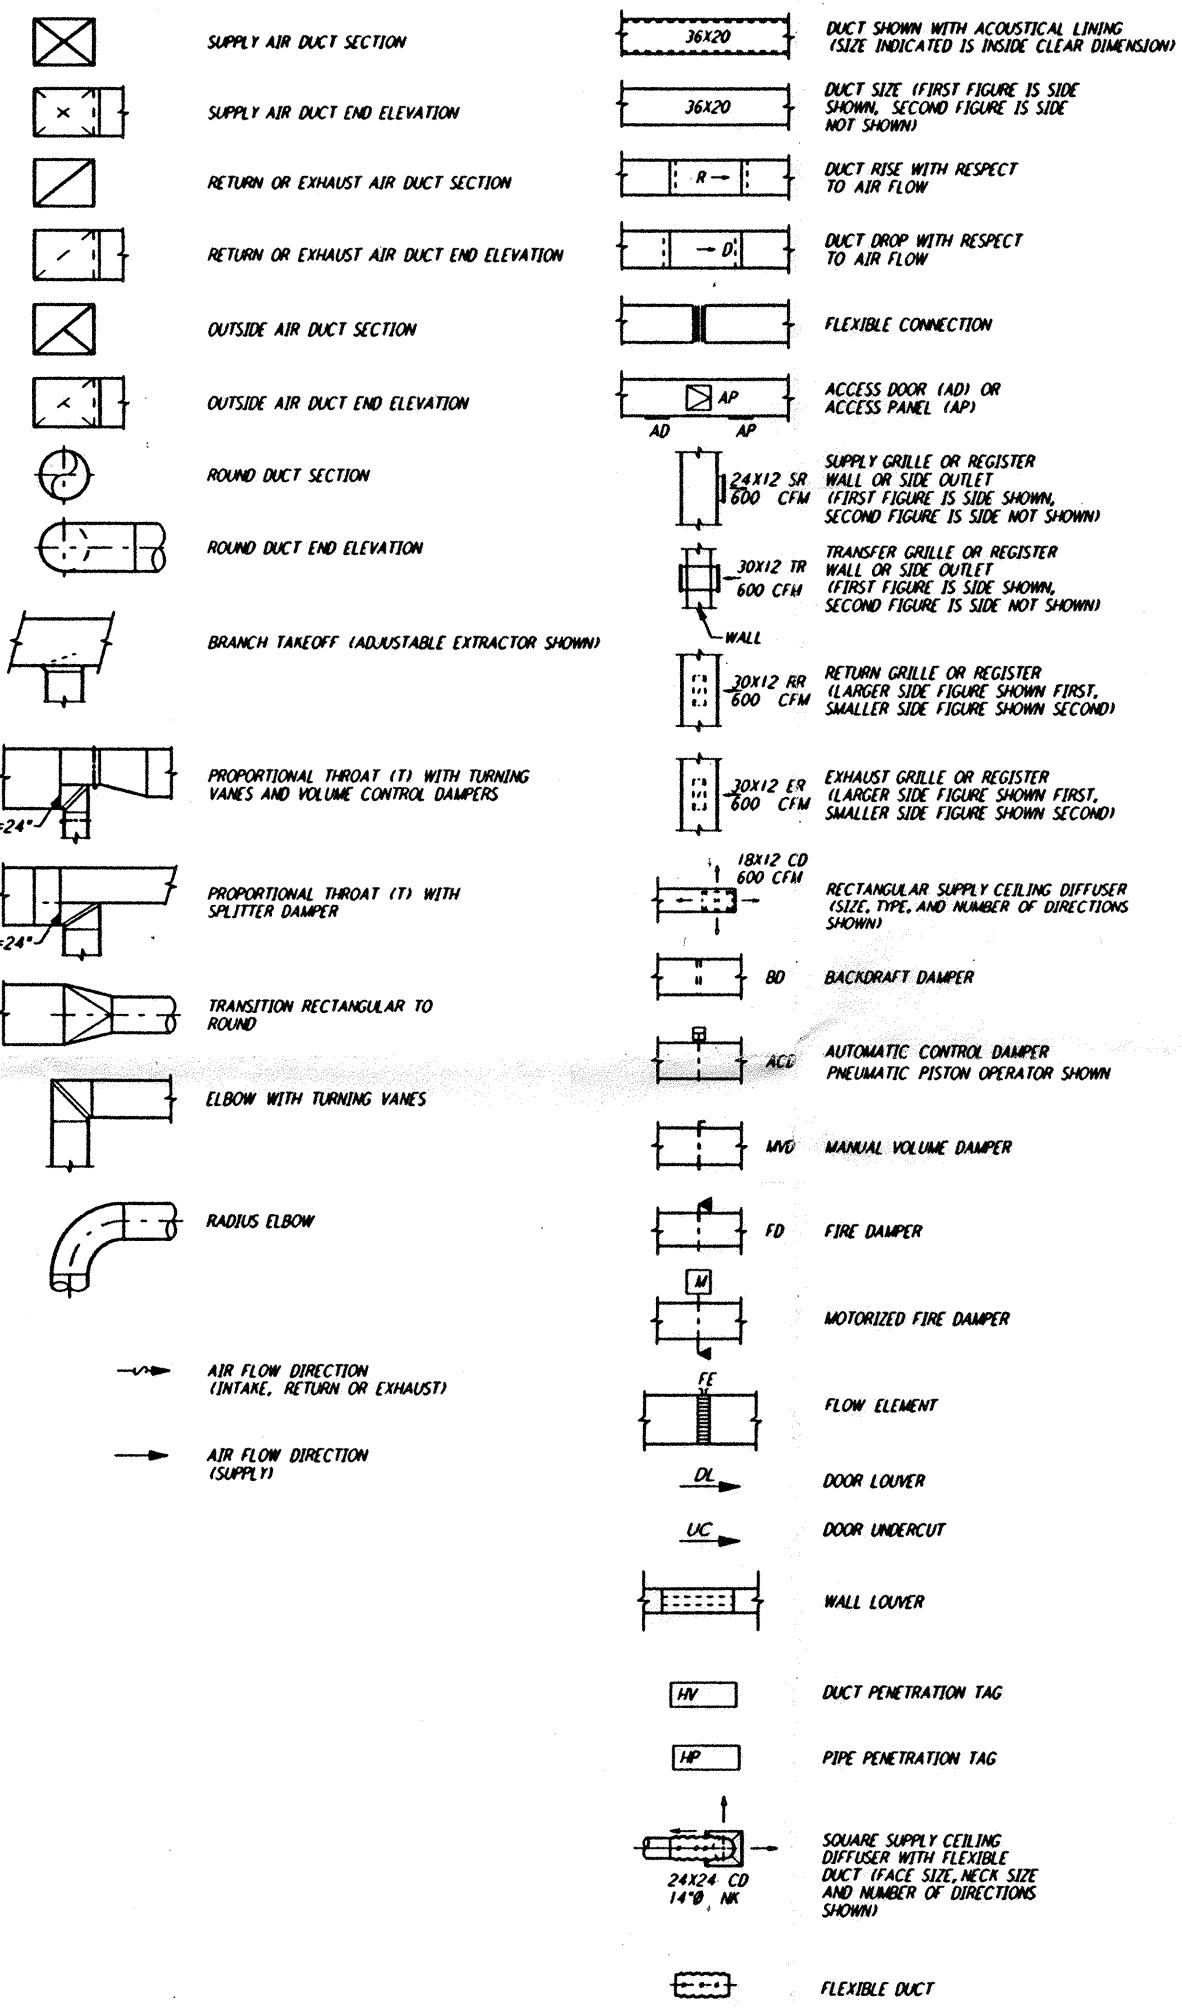 SUPPLY AIR DUCT SECTION
SUPPLY AIR DUCT END ELEVATION
RETURN OR EXHAUST AIR DUCT SECTION
RETURN OR EXHAUST AIR DUCT END ELEVATION
OUTSIDE AIR DUCT SECTION
OUTSIDE AIR DUCT END ELEVATION
ROUND DUCT SECTION
ROUND DUCT END ELEVATION
BRANCH TAKEOFF (ADJUSTABLE EXTRACTOR SHOWN)
PROPORTIONAL THROAT (T) WITH TURNING
VANES AND VOLUME CONTROL DAMPERS
=24"
PROPORTIONAL THROAT (T) WITH
SPLITTER DAMPER
=24"
TRANSITION RECTANGULAR TO
ROUND
ELBOW WITH TURNING VANES
RADIUS ELBOW
AIR FLOW DIRECTION
(INTAKE, RETURN OR EXHAUST)
AIR FLOW DIRECTION
(SUPPLY)
36X20
DUCT SHOWN WITH ACOUSTICAL LINING
(SIZE INDICATED IS INSIDE CLEAR DIMENSION)
36X20
DUCT SIZE (FIRST FIGURE IS SIDE
SHOWN, SECOND FIGURE IS SIDE
NOT SHOWN)
R
DUCT RISE WITH RESPECT
TO AIR FLOW
D
DUCT DROP WITH RESPECT
TO AIR FLOW
FLEXIBLE CONNECTION
AP
AD AP
ACCESS DOOR (AD) OR
ACCESS PANEL (AP)
24X12 SR
600 CFM
SUPPLY GRILLE OR REGISTER
WALL OR SIDE OUTLET
(FIRST FIGURE IS SIDE SHOWN,
SECOND FIGURE IS SIDE NOT SHOWN)
30X12 TR
600 CFM
WALL
TRANSFER GRILLE OR REGISTER
WALL OR SIDE OUTLET
(FIRST FIGURE IS SIDE SHOWN,
SECOND FIGURE IS SIDE NOT SHOWN)
30X12 RR
600 CFM
RETURN GRILLE OR REGISTER
(LARGER SIDE FIGURE SHOWN FIRST,
SMALLER SIDE FIGURE SHOWN SECOND)
30X12 ER
600 CFM
EXHAUST GRILLE OR REGISTER
(LARGER SIDE FIGURE SHOWN FIRST,
SMALLER SIDE FIGURE SHOWN SECOND)
18X12 CD
600 CFM
RECTANGULAR SUPPLY CEILING DIFFUSER
(SIZE, TYPE, AND NUMBER OF DIRECTIONS
SHOWN)
BD
BACKDRAFT DAMPER
ACD
AUTOMATIC CONTROL DAMPER
PNEUMATIC PISTON OPERATOR SHOWN
MVD
MANUAL VOLUME DAMPER
FD
FIRE DAMPER
M
MOTORIZED FIRE DAMPER
FE
FLOW ELEMENT
DL
DOOR LOUVER
UC
DOOR UNDERCUT
WALL LOUVER
HV
DUCT PENETRATION TAG
HP
PIPE PENETRATION TAG
24X24 CD
14"Ø NK
SQUARE SUPPLY CEILING
DIFFUSER WITH FLEXIBLE
DUCT (FACE SIZE, NECK SIZE
AND NUMBER OF DIRECTIONS
SHOWN)
FLEXIBLE DUCT